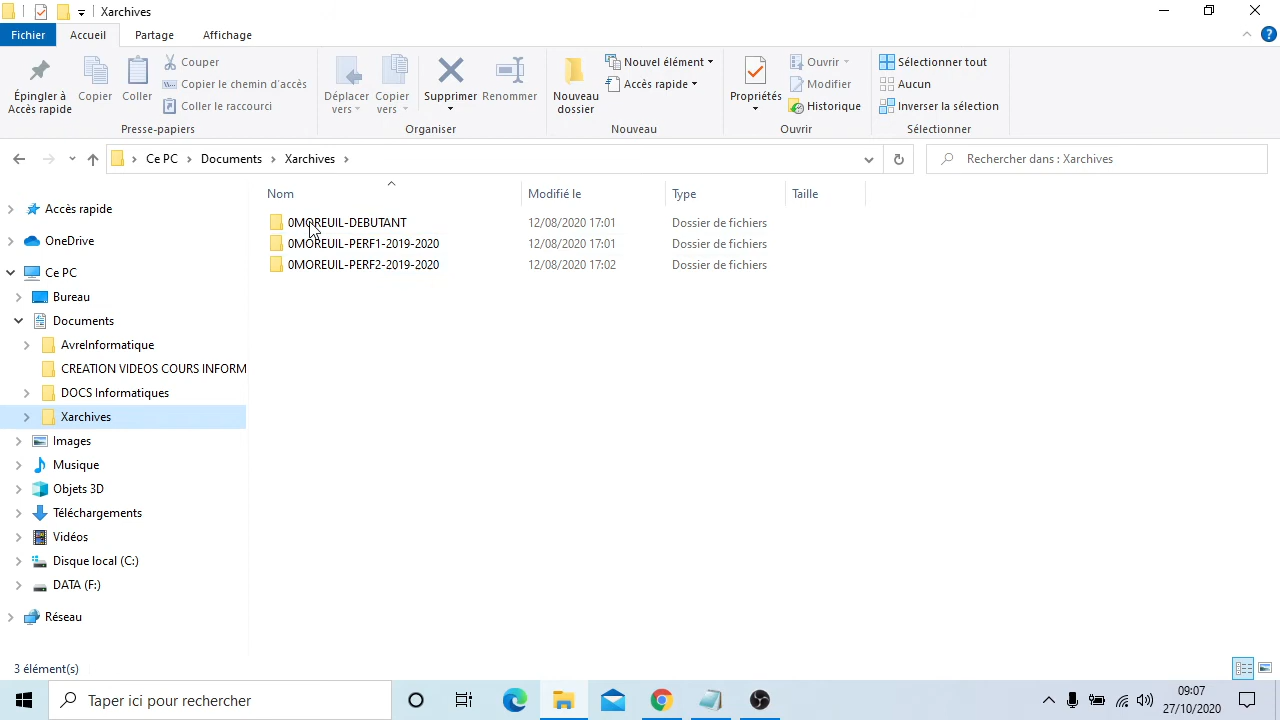 Xarchives
Fichier Accueil Partage Affichage
Épingler à Accès rapide
Copier
Coller
Couper
Copier le chemin d'accès
Coller le raccourci
Presse-papiers
Déplacer vers
Copier vers
Supprimer
Renommer
Organiser
Nouveau dossier
Nouvel élément
Accès rapide
Nouveau
Propriétés
Ouvrir
Modifier
Historique
Ouvrir
Sélectionner tout
Aucun
Inverser la sélection
Sélectionner
Ce PC Documents Xarchives
Rechercher dans : Xarchives
Nom Modifié le Type Taille
0MOREUIL-DEBUTANT 12/08/2020 17:01 Dossier de fichiers
0MOREUIL-PERF1-2019-2020 12/08/2020 17:01 Dossier de fichiers
0MOREUIL-PERF2-2019-2020 12/08/2020 17:02 Dossier de fichiers
Accès rapide
OneDrive
Ce PC
Bureau
Documents
AvreInformatique
CREATION VIDEOS COURS INFORM
DOCS Informatiques
Xarchives
Images
Musique
Objets 3D
Téléchargements
Vidéos
Disque local (C:)
DATA (F:)
Réseau
3 élément(s)
Taper ici pour rechercher
09:07
27/10/2020